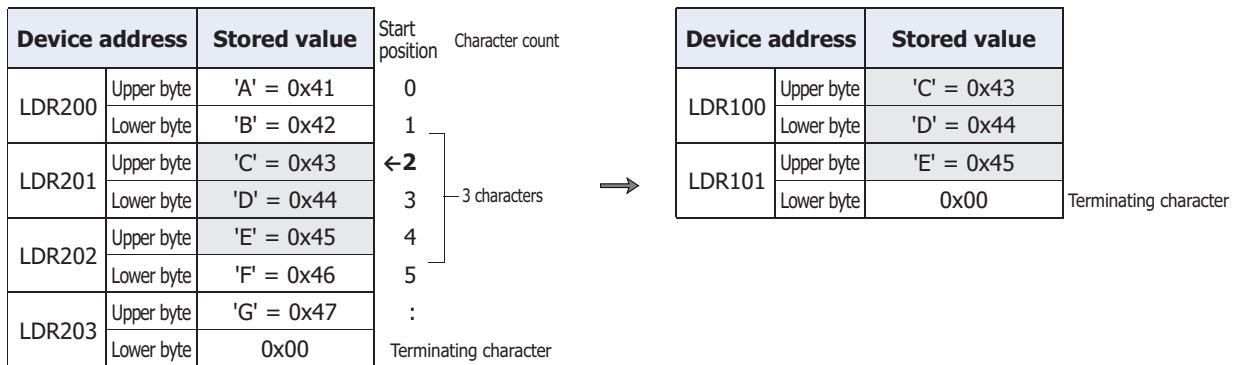 Device address Stored value Start position Character count
LDR200 Upper byte 'A' = 0x41 0
Lower byte 'B' = 0x42 1
LDR201 Upper byte 'C' = 0x43 ←2
Lower byte 'D' = 0x44 3 3 characters
LDR202 Upper byte 'E' = 0x45 4
Lower byte 'F' = 0x46 5
LDR203 Upper byte 'G' = 0x47 :
Lower byte 0x00 Terminating character
Device address Stored value
LDR100 Upper byte 'C' = 0x43
Lower byte 'D' = 0x44
LDR101 Upper byte 'E' = 0x45
Lower byte 0x00 Terminating character